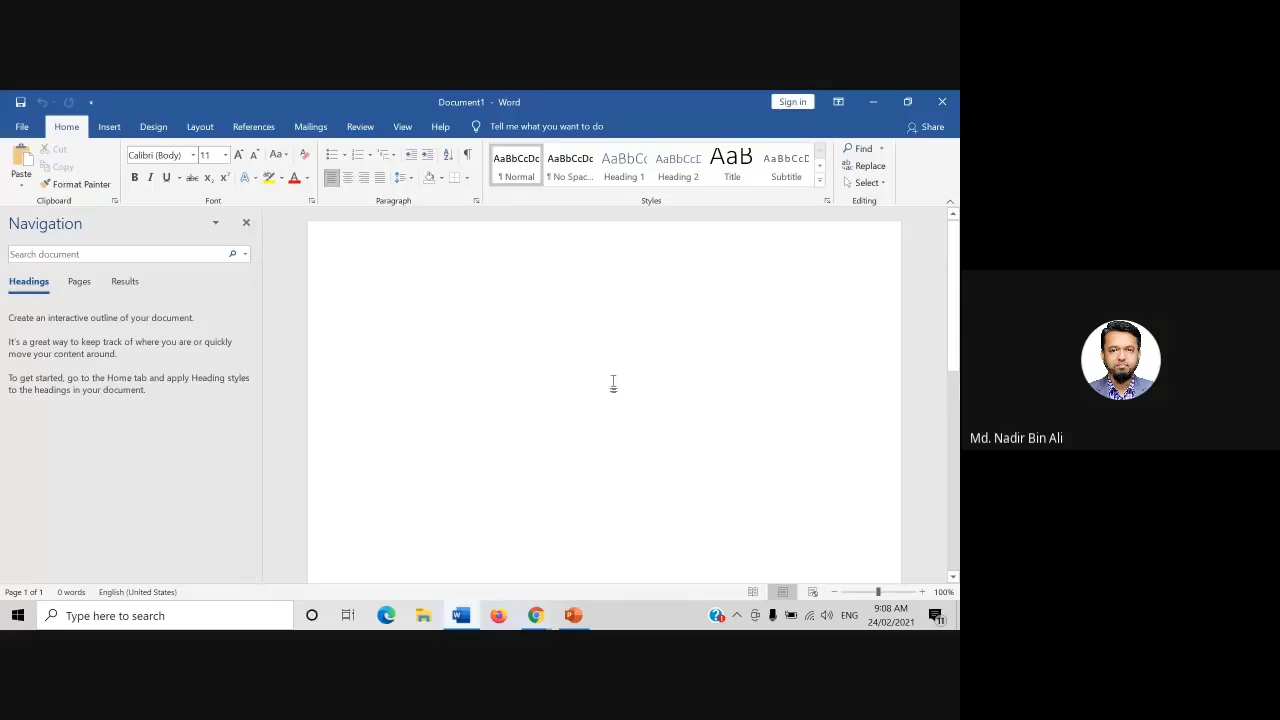 Document1 - Word
Sign in
File Home Insert Design Layout References Mailings Review View Help Tell me what you want to do Share
Paste
Cut
Copy
Format Painter
Clipboard
Calibri (Body) 11
Font
Paragraph
AaBbCcDc AaBbCcDc AaBbCc AaBbCcD AaB AaBbCcD
¶ Normal ¶ No Spac... Heading 1 Heading 2 Title Subtitle
Styles
Find
Replace
Select
Editing
Navigation
Search document
Headings Pages Results
Create an interactive outline of your document.
It's a great way to keep track of where you are or quickly
move your content around.
To get started, go to the Home tab and apply Heading styles
to the headings in your document.
Md. Nadir Bin Ali
Page 1 of 1 0 words English (United States) 100%
Type here to search
ENG
9:08 AM
24/02/2021
11